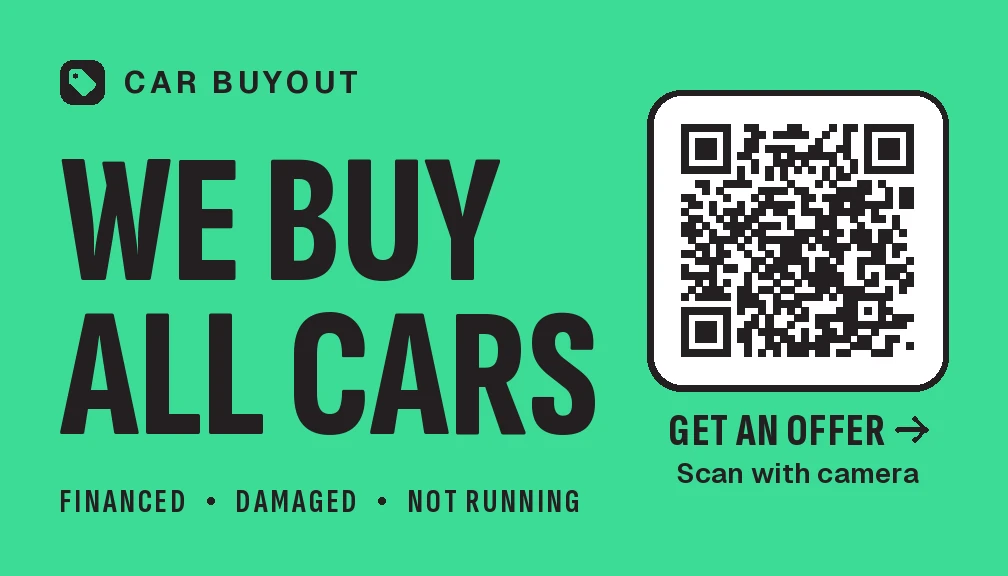 CAR BUYOUT
WE BUY
ALL CARS
FINANCED • DAMAGED • NOT RUNNING
GET AN OFFER →
Scan with camera